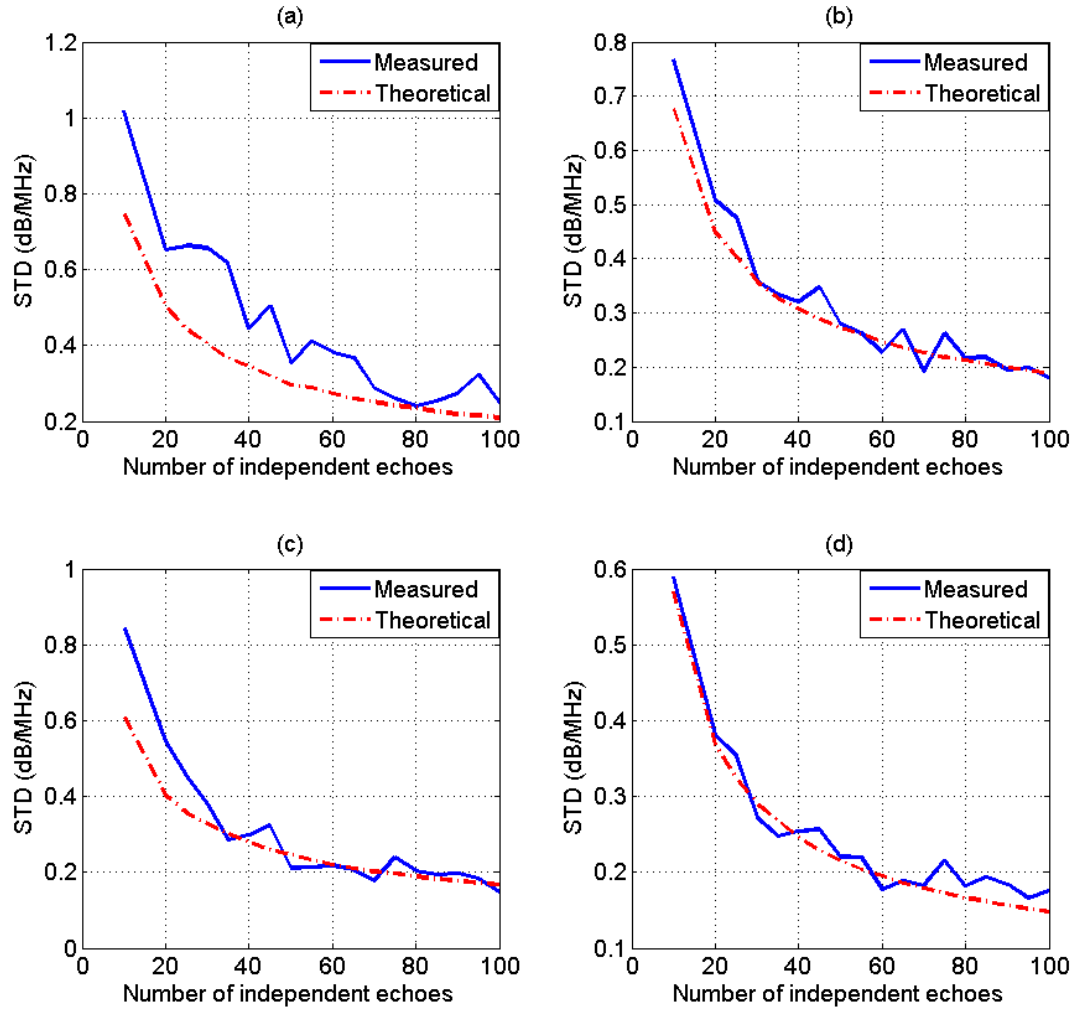 (a)
1.2
1
0.8
0.6
0.4
0.2
0 20 40 60 80 100
STD (dB/MHz)
Number of independent echoes
Measured
Theoretical
(b)
0.8
0.7
0.6
0.5
0.4
0.3
0.2
0.1
0 20 40 60 80 100
STD (dB/MHz)
Number of independent echoes
Measured
Theoretical
(c)
1
0.8
0.6
0.4
0.2
0
0 20 40 60 80 100
STD (dB/MHz)
Number of independent echoes
Measured
Theoretical
(d)
0.6
0.5
0.4
0.3
0.2
0.1
0 20 40 60 80 100
STD (dB/MHz)
Number of independent echoes
Measured
Theoretical